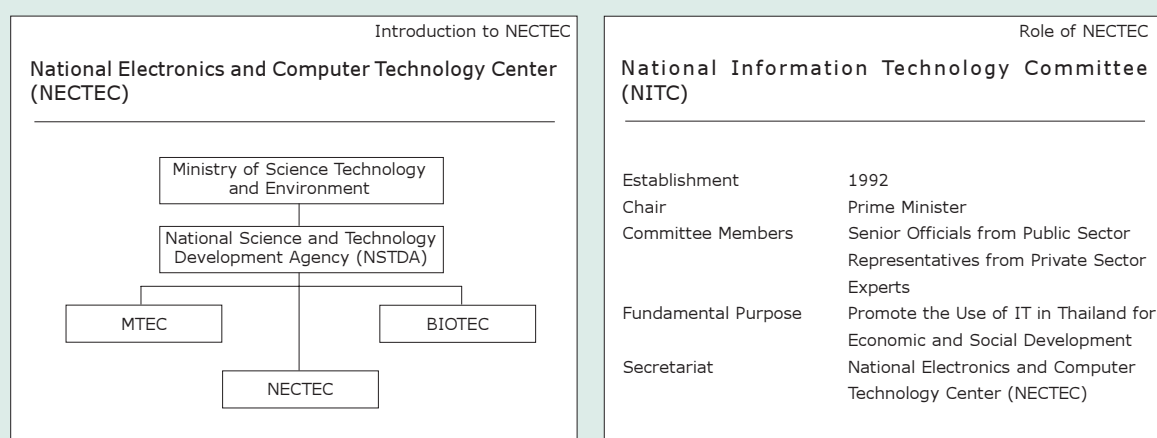 Introduction to NECTEC
National Electronics and Computer Technology Center
(NECTEC)
Ministry of Science Technology
and Environment
National Science and Technology
Development Agency (NSTDA)
MTEC
BIOTEC
NECTEC
Role of NECTEC
National Information Technology Committee
(NITC)
Establishment 1992
Chair Prime Minister
Committee Members Senior Officials from Public Sector
Representatives from Private Sector
Experts
Fundamental Purpose Promote the Use of IT in Thailand for
Economic and Social Development
Secretariat National Electronics and Computer
Technology Center (NECTEC)